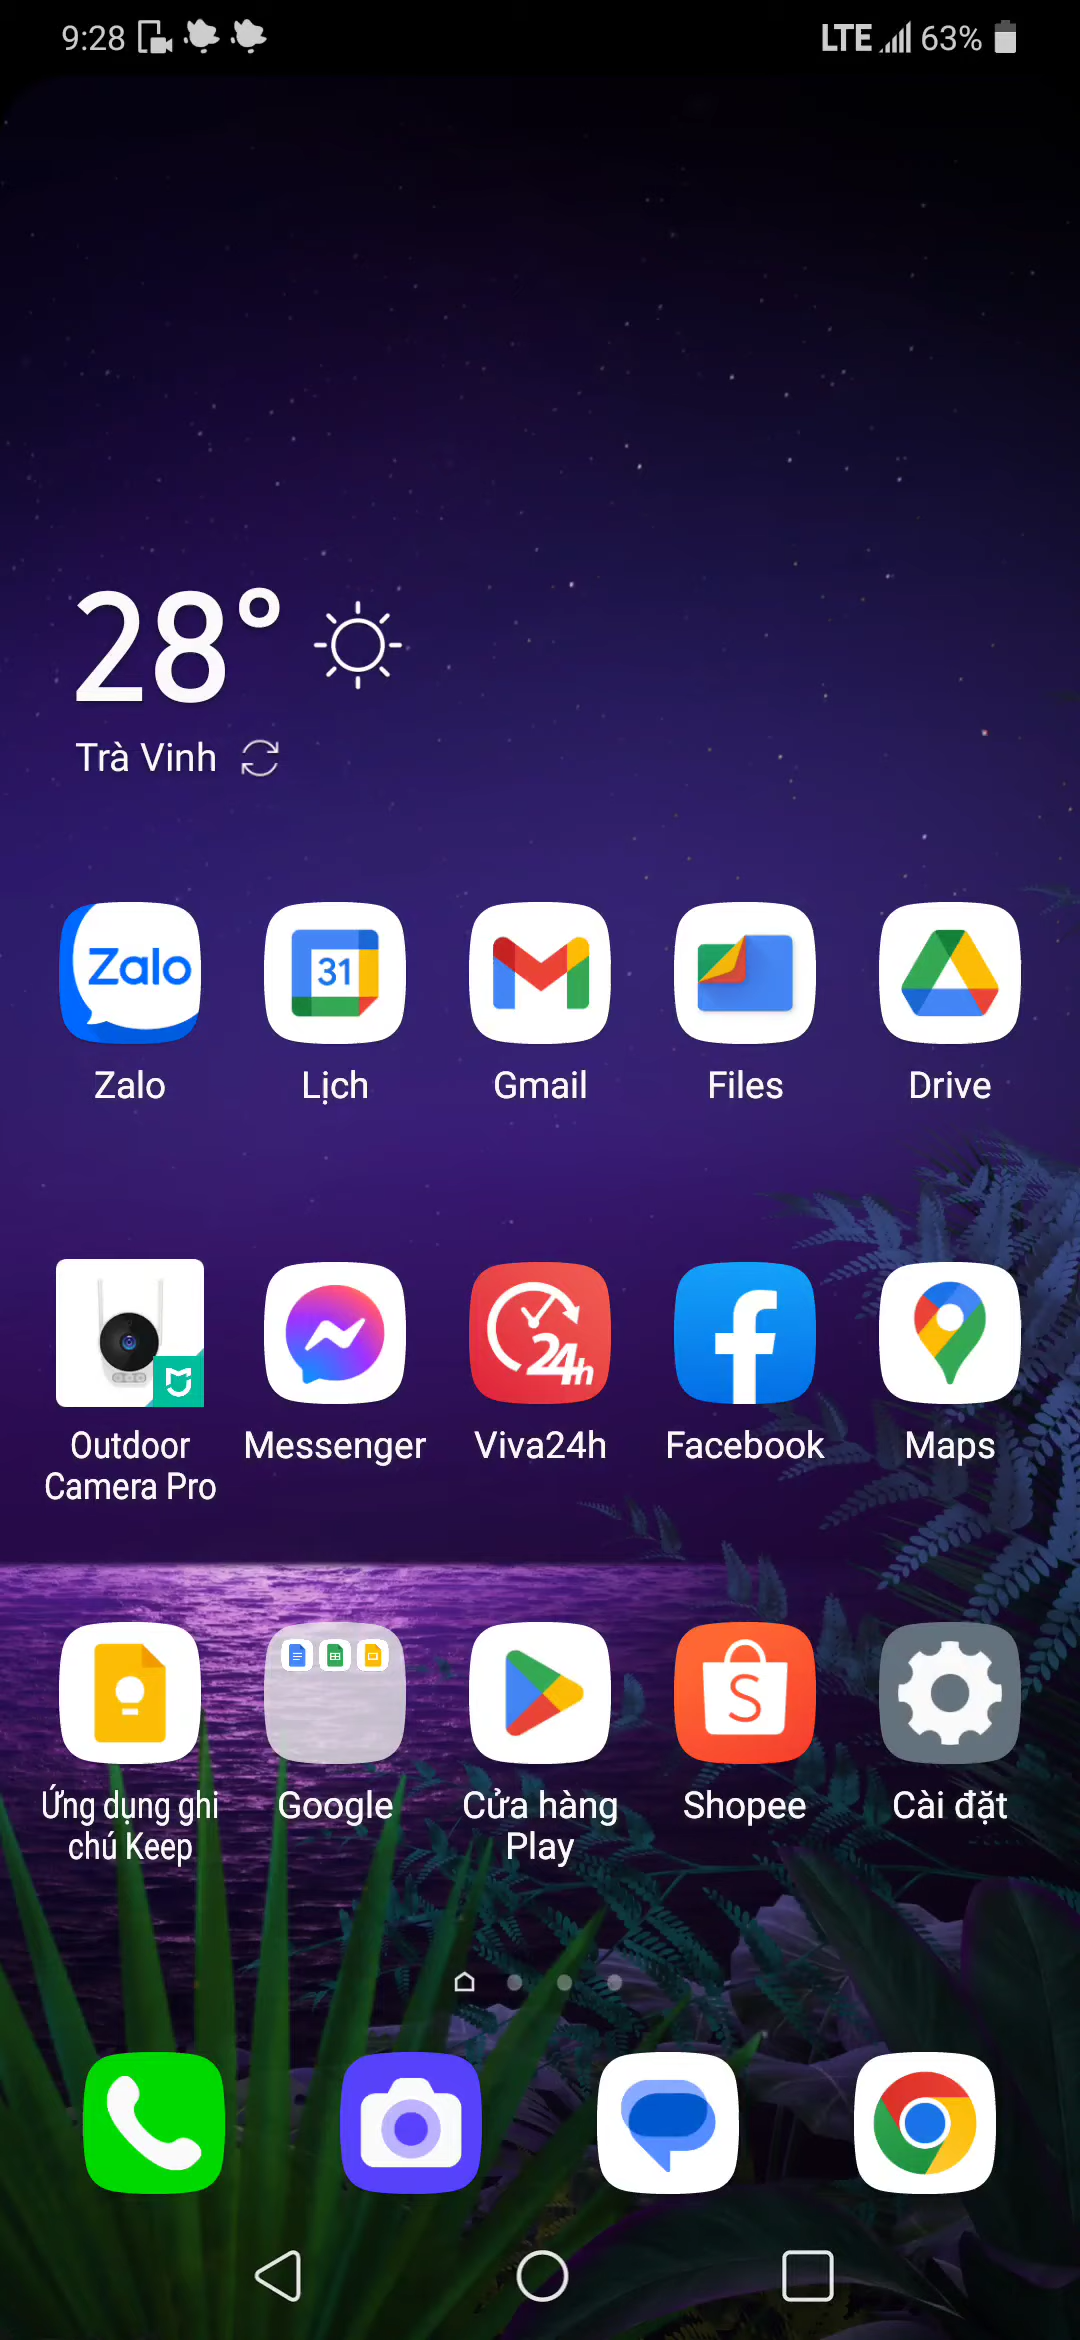 9:28 LTE 63%
28°
Trà Vinh
Zalo
31
Zalo Lịch Gmail Files Drive
24h
Outdoor Camera Pro Messenger Viva24h Facebook Maps
S
Ứng dụng ghi chú Keep Google Cửa hàng Play Shopee Cài đặt